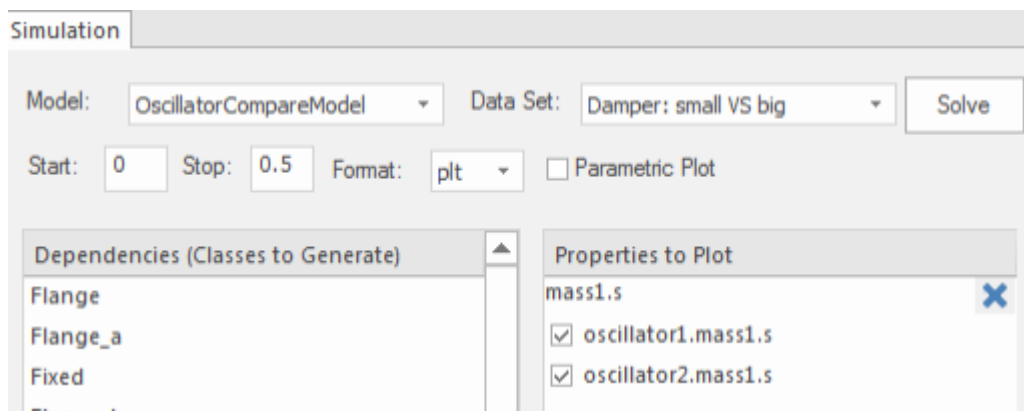 Simulation
Model: OscillatorCompareModel Data Set: Damper: small VS big Solve
Start: 0 Stop: 0.5 Format: plt Parametric Plot
Dependencies (Classes to Generate) Properties to Plot
Flange mass1.s
Flange_a oscillator1.mass1.s
Fixed oscillator2.mass1.s